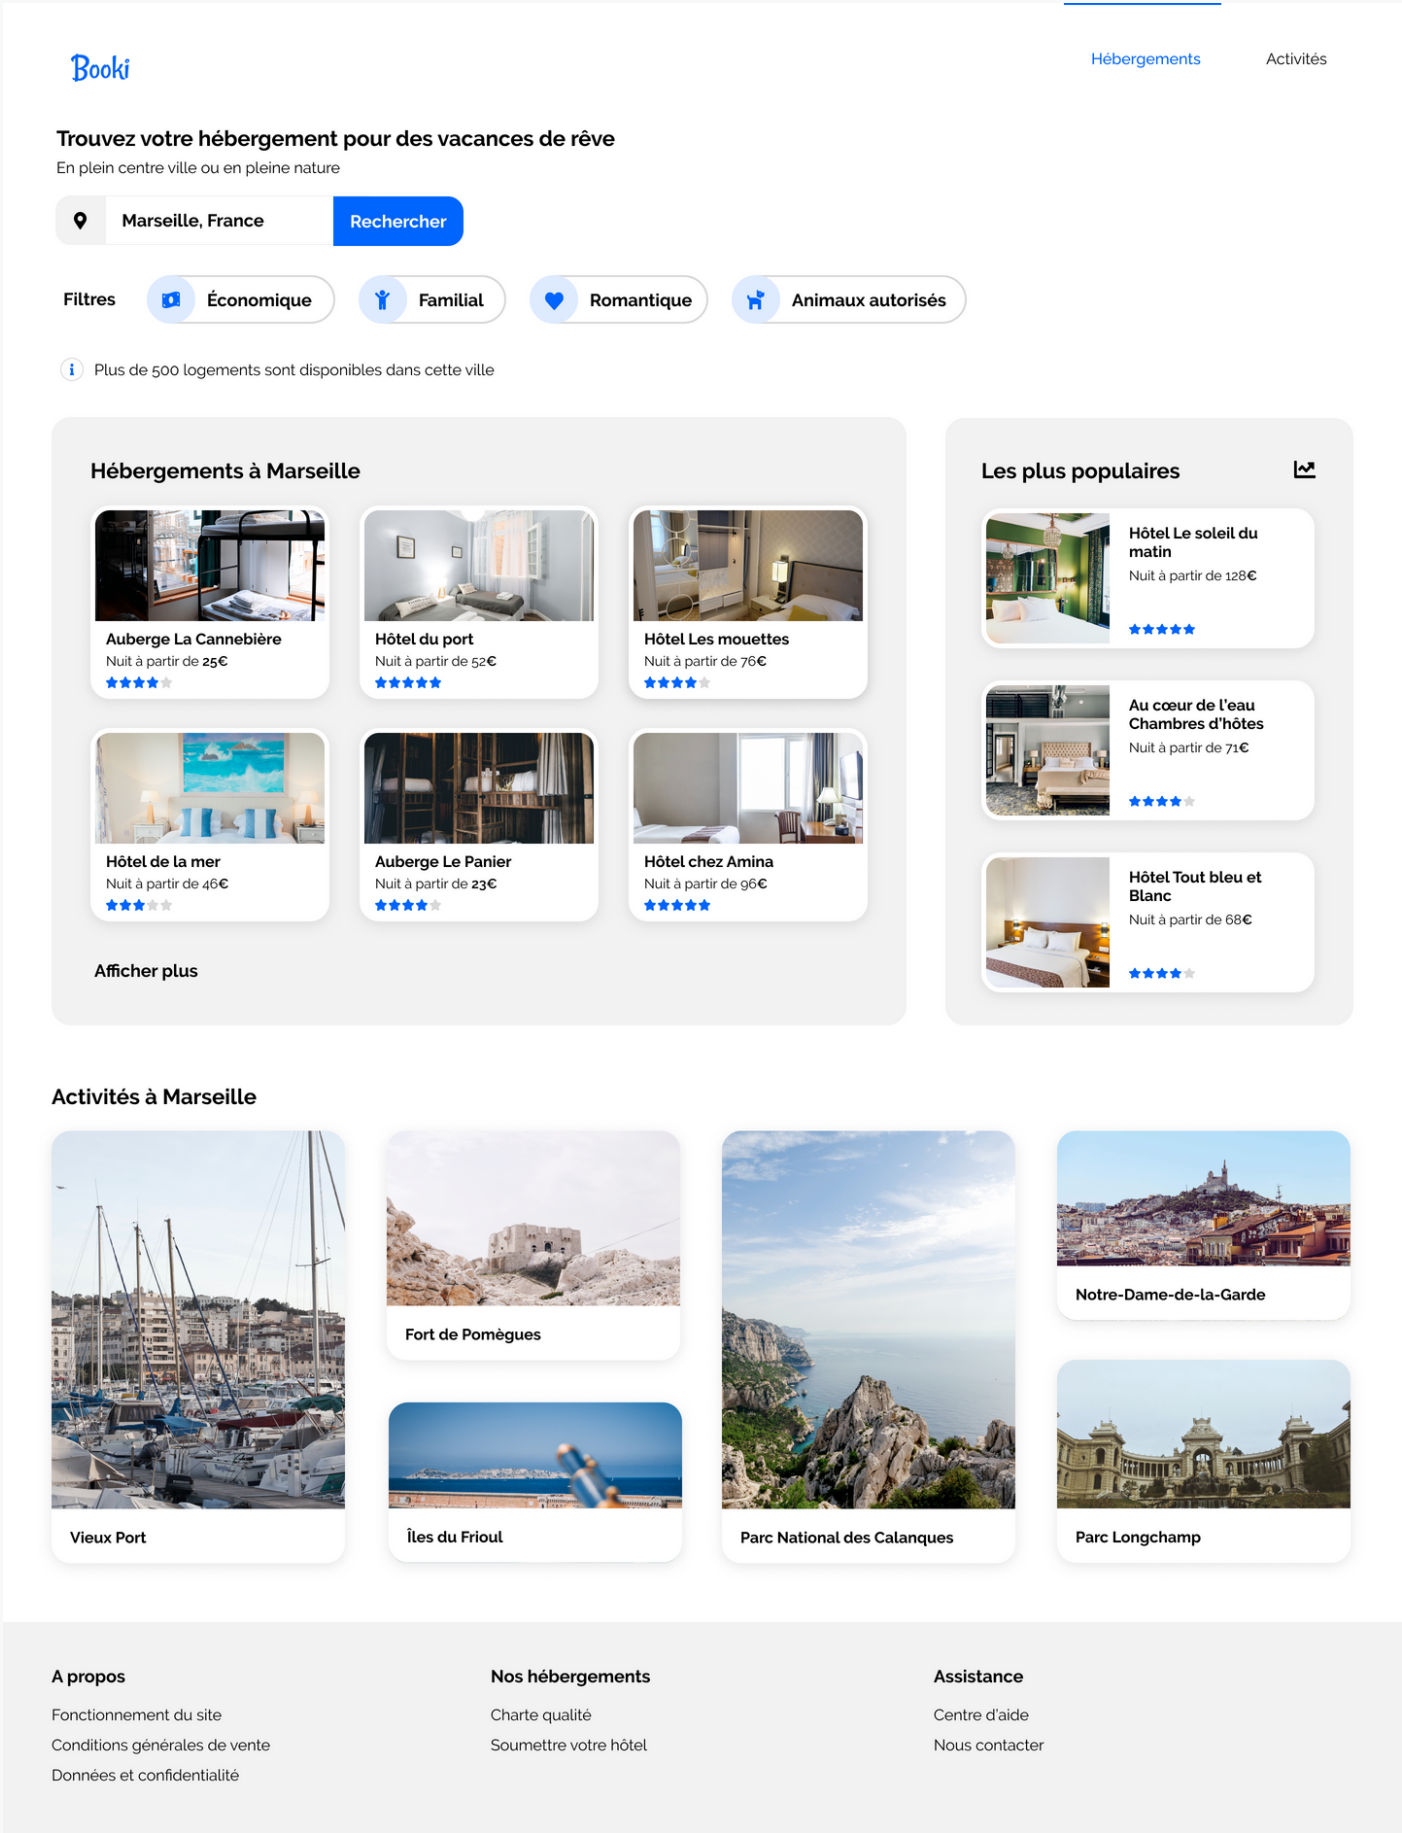 Booki
Hébergements
Activités
Trouvez votre hébergement pour des vacances de rêve
En plein centre ville ou en pleine nature
Marseille, France
Rechercher
Filtres
Économique
Familial
Romantique
Animaux autorisés
Plus de 500 logements sont disponibles dans cette ville
Hébergements à Marseille
Auberge La Cannebière
Nuit à partir de 25€
Hôtel du port
Nuit à partir de 52€
Hôtel Les mouettes
Nuit à partir de 76€
Hôtel de la mer
Nuit à partir de 46€
Auberge Le Panier
Nuit à partir de 23€
Hôtel chez Amina
Nuit à partir de 96€
Afficher plus
Les plus populaires
Hôtel Le soleil du
matin
Nuit à partir de 128€
Au cœur de l'eau
Chambres d'hôtes
Nuit à partir de 71€
Hôtel Tout bleu et
Blanc
Nuit à partir de 68€
Activités à Marseille
Vieux Port
Fort de Pomègues
Îles du Frioul
Parc National des Calanques
Notre-Dame-de-la-Garde
Parc Longchamp
A propos
Fonctionnement du site
Conditions générales de vente
Données et confidentialité
Nos hébergements
Charte qualité
Soumettre votre hôtel
Assistance
Centre d'aide
Nous contacter